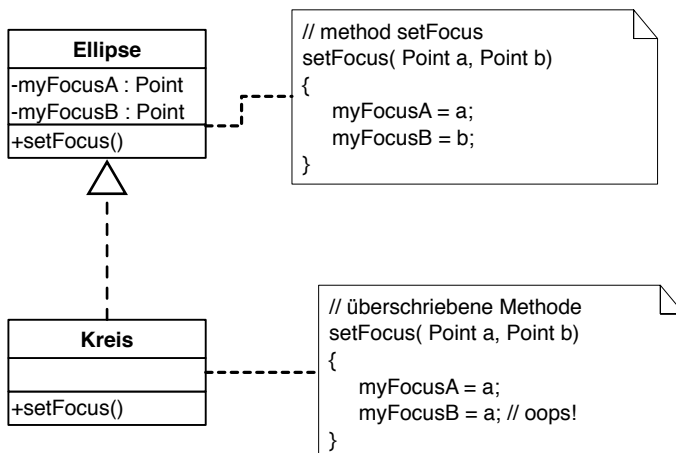 Ellipse
-myFocusA : Point
-myFocusB : Point
+setFocus()
// method setFocus
setFocus( Point a, Point b)
{
myFocusA = a;
myFocusB = b;
}
Kreis
+setFocus()
// überschriebene Methode
setFocus( Point a, Point b)
{
myFocusA = a;
myFocusB = a; // oops!
}